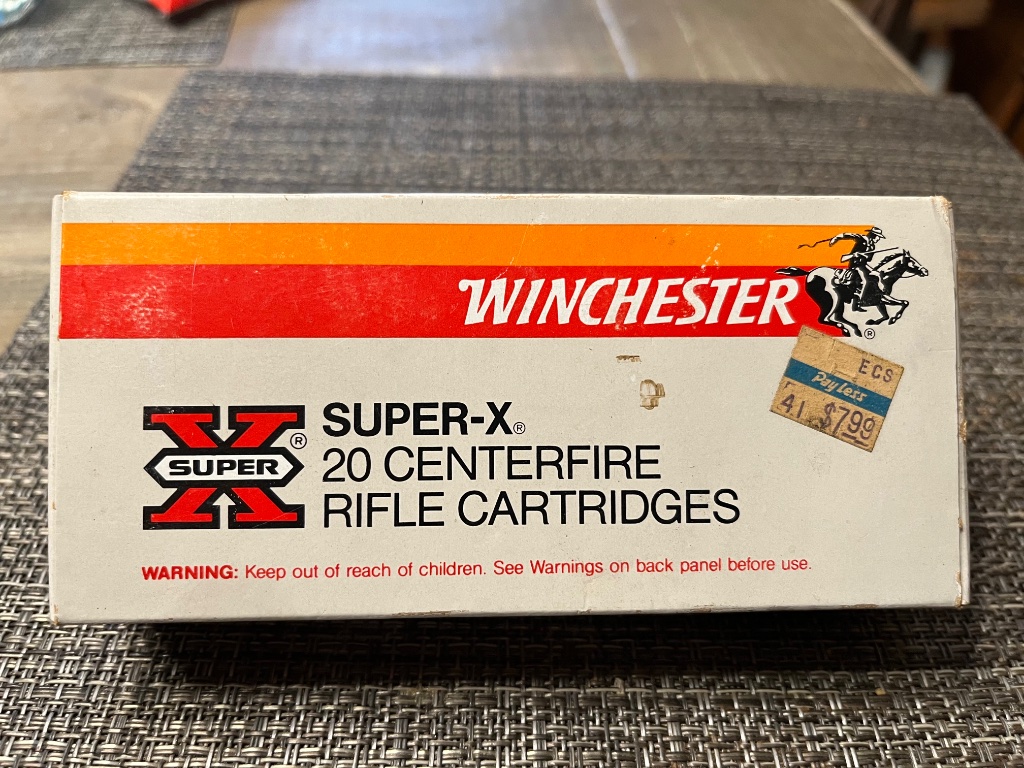 WINCHESTER
®
ECS
PayLess
41 $7.99
SUPER-X®
20 CENTERFIRE
RIFLE CARTRIDGES
X®
SUPER
WARNING: Keep out of reach of children. See Warnings on back panel before use.